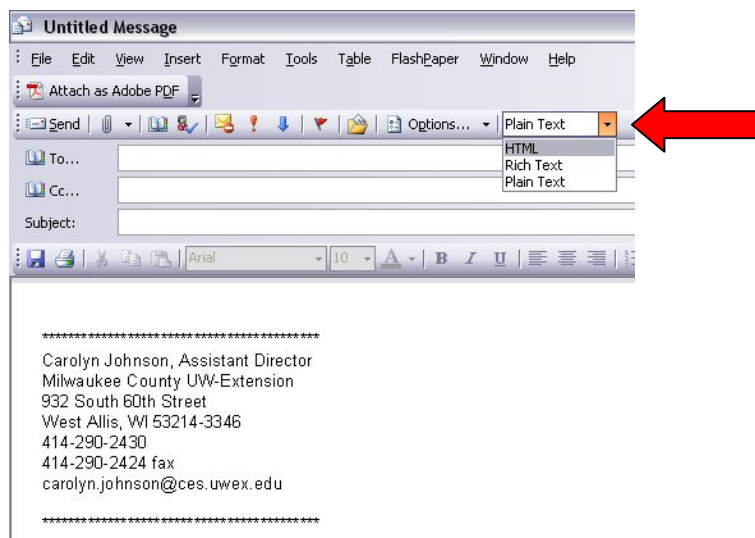 Untitled Message
File Edit View Insert Format Tools Table FlashPaper Window Help
Attach as Adobe PDF
Send Options... Plain Text
HTML
To...
Rich Text
Plain Text
Cc...
Subject:
Arial 10 A B I U
****************************************
Carolyn Johnson, Assistant Director
Milwaukee County UW-Extension
932 South 60th Street
West Allis, WI 53214-3346
414-290-2430
414-290-2424 fax
carolyn.johnson@ces.uwex.edu
****************************************